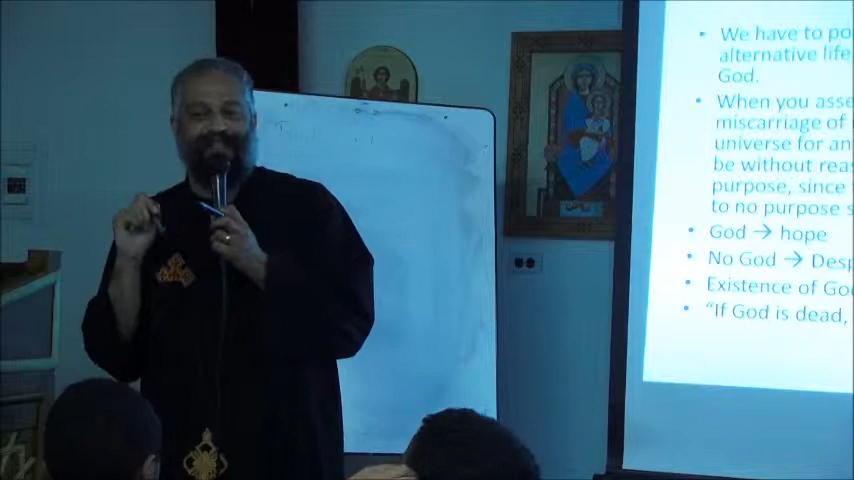 • We have to po
alternative life
God.
• When you asse
miscarriage of
universe for an
be without reas
purpose, since
to no purpose s
• God → hope
• No God → Desp
• Existence of Go
• "If God is dead,